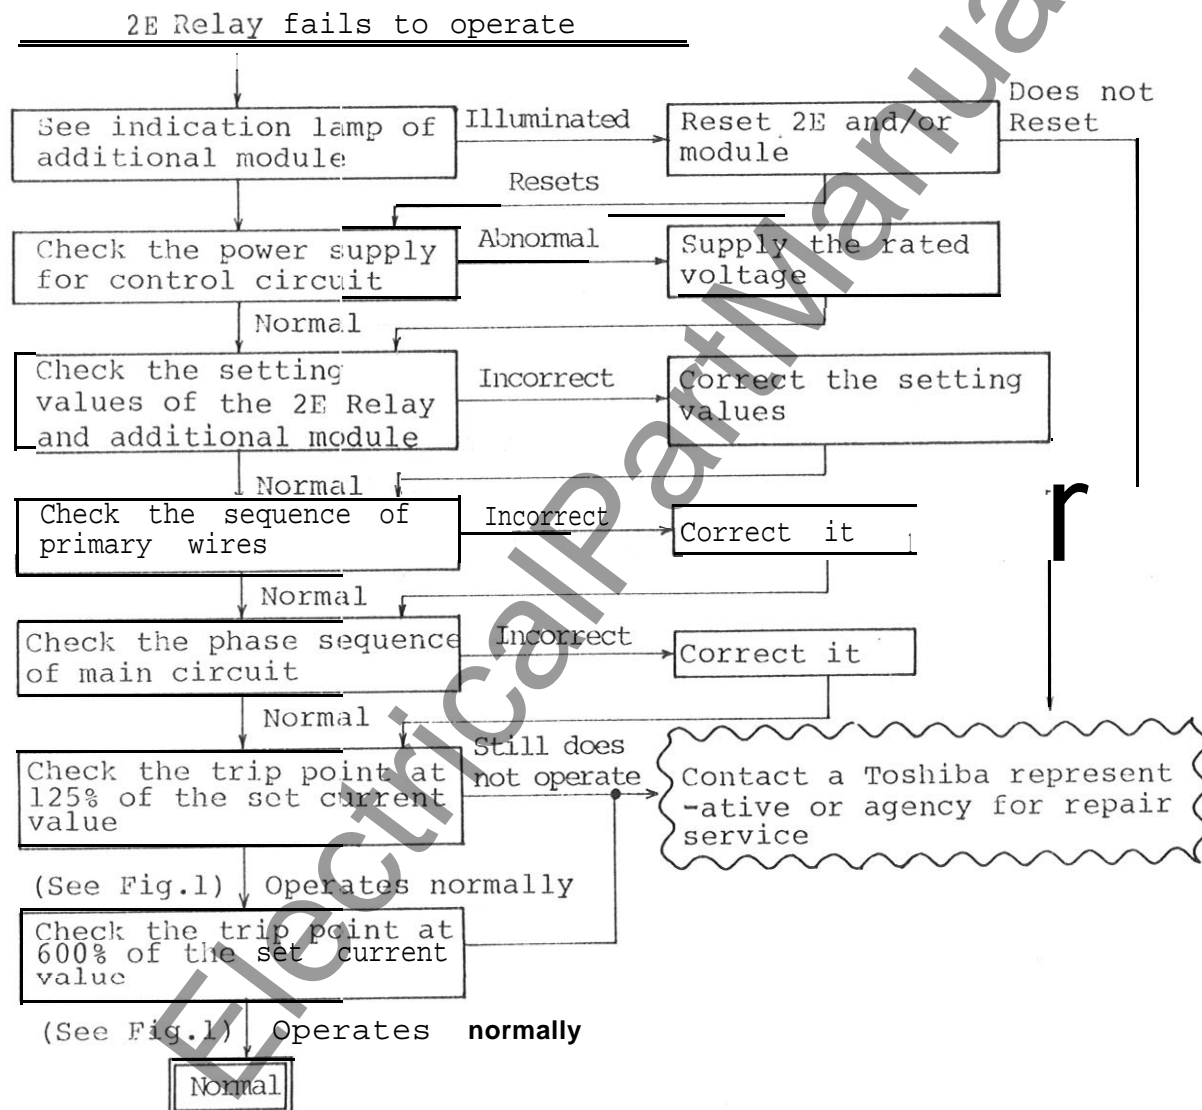 2E Relay fails to operate
See indication lamp of
additional module
Illuminated
Reset 2E and/or
module
Does not
Reset
Resets
Check the power supply
for control circuit
Abnormal
Supply the rated
voltage
Normal
Check the setting
values of the 2E Relay
and additional module
Incorrect
Correct the setting
values
Normal
Check the sequence of
primary wires
Incorrect
Correct it
r
Normal
Check the phase sequence
of main circuit
Incorrect
Correct it
Normal
Check the trip point at
125% of the set current
value
Still does
not operate
Contact a Toshiba represent
-ative or agency for repair
service
(See Fig.1) Operates normally
Check the trip point at
600% of the set current
value
(See Fig.1) Operates normally
Normal
ElectricalPartManua